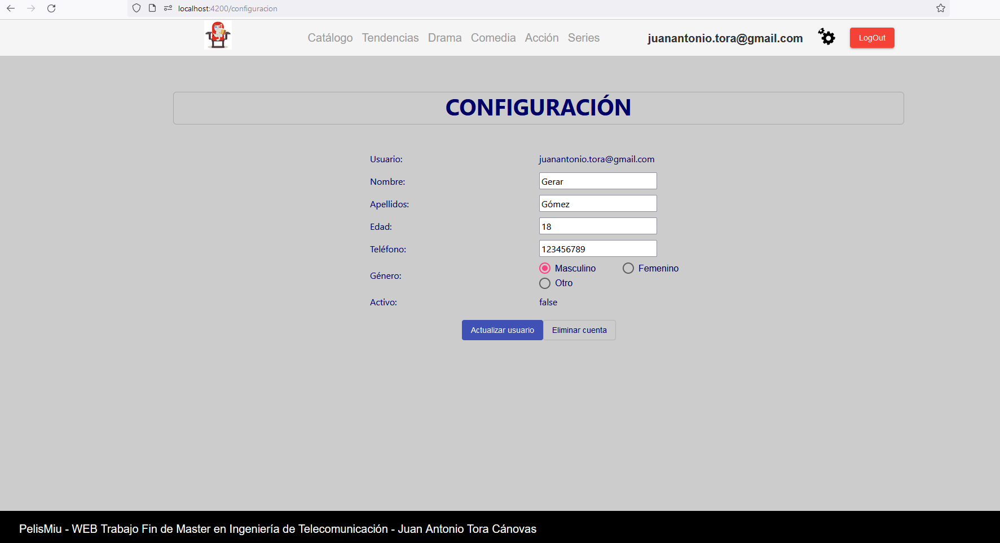 localhost:4200/configuracion
Catálogo Tendencias Drama Comedia Acción Series juanantonio.tora@gmail.com LogOut
CONFIGURACIÓN
Usuario: juanantonio.tora@gmail.com
Nombre: Gerar
Apellidos: Gómez
Edad: 18
Teléfono: 123456789
Género: Masculino Femenino
Otro
Activo: false
Actualizar usuario Eliminar cuenta
PelisMiu - WEB Trabajo Fin de Master en Ingeniería de Telecomunicación - Juan Antonio Tora Cánovas